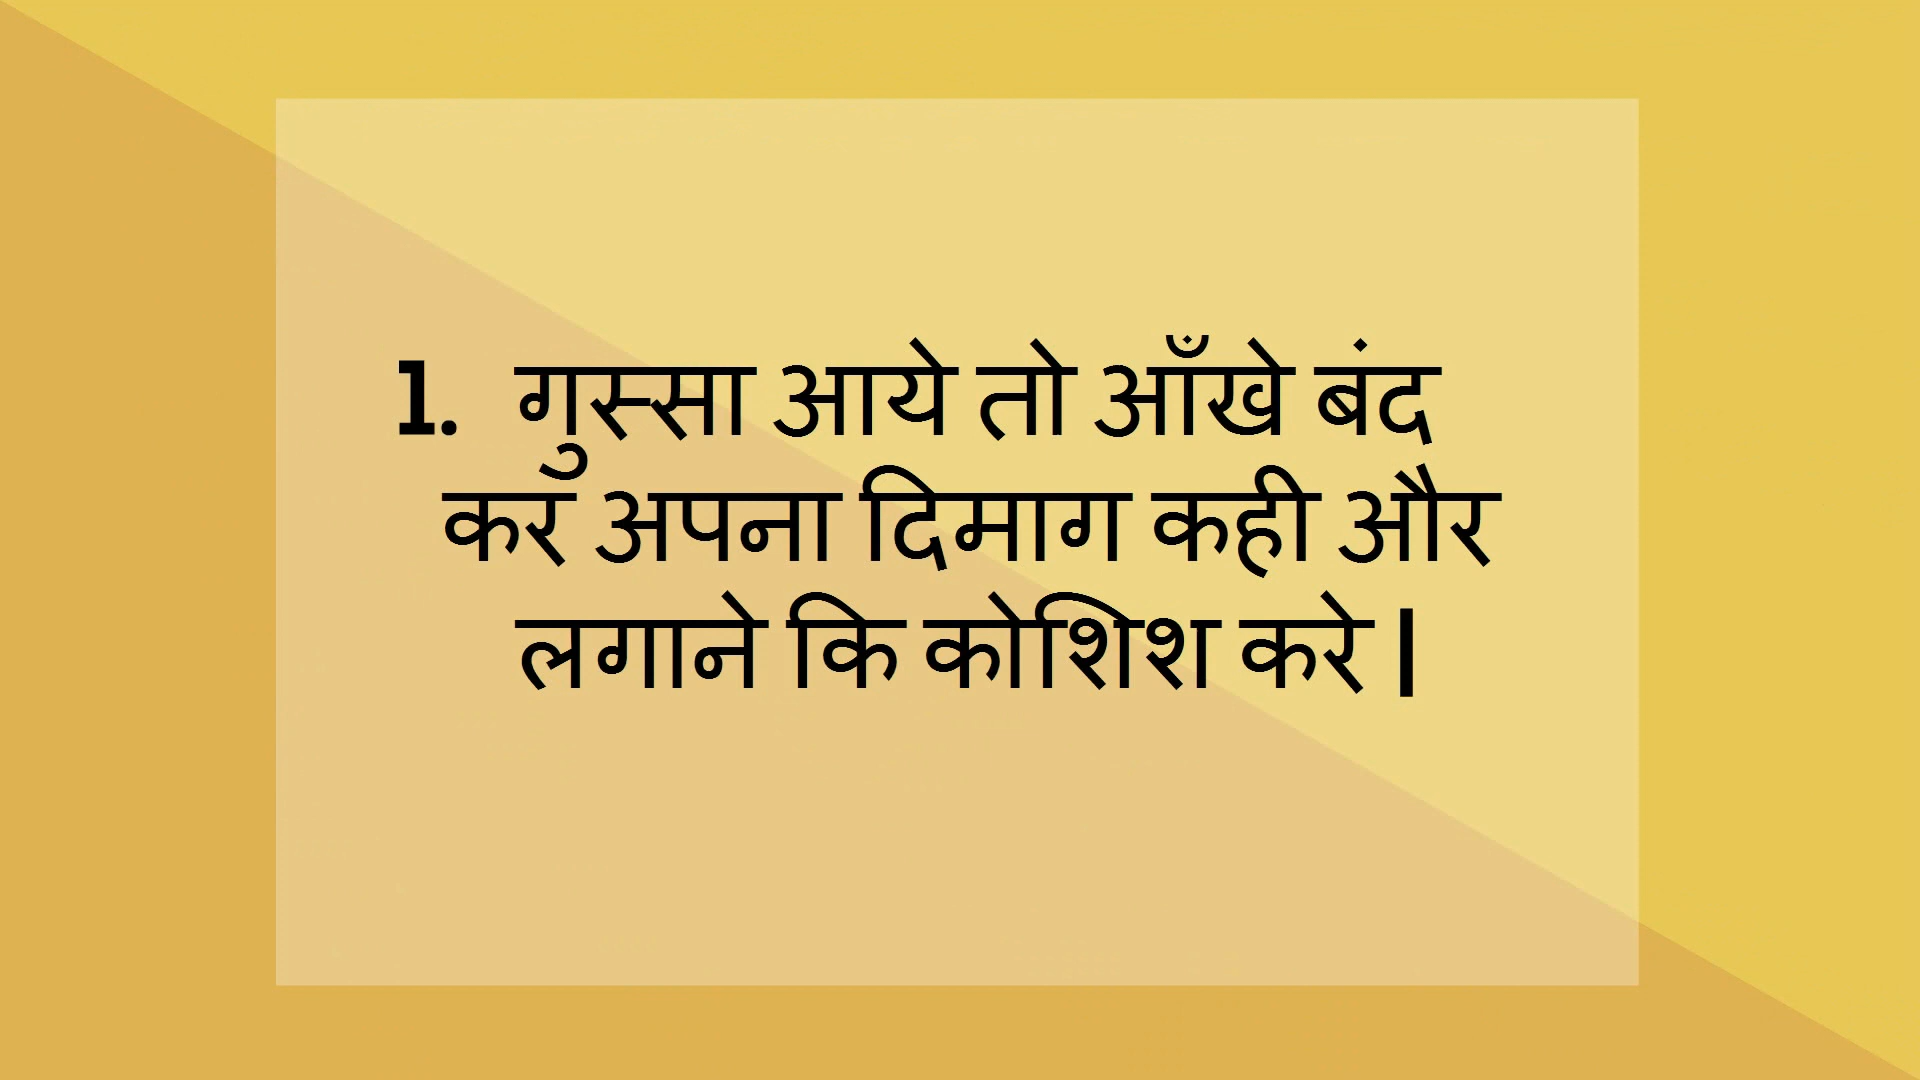 1. गुस्सा आये तो आँखे बंद
कर अपना दिमाग कही और
लगाने कि कोशिश करे |